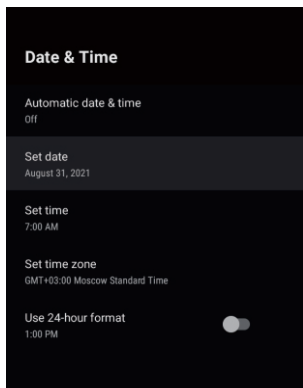 Date & Time
Automatic date & time
Off
Set date
August 31, 2021
Set time
7:00 AM
Set time zone
GMT+03:00 Moscow Standard Time
Use 24-hour format
1:00 PM